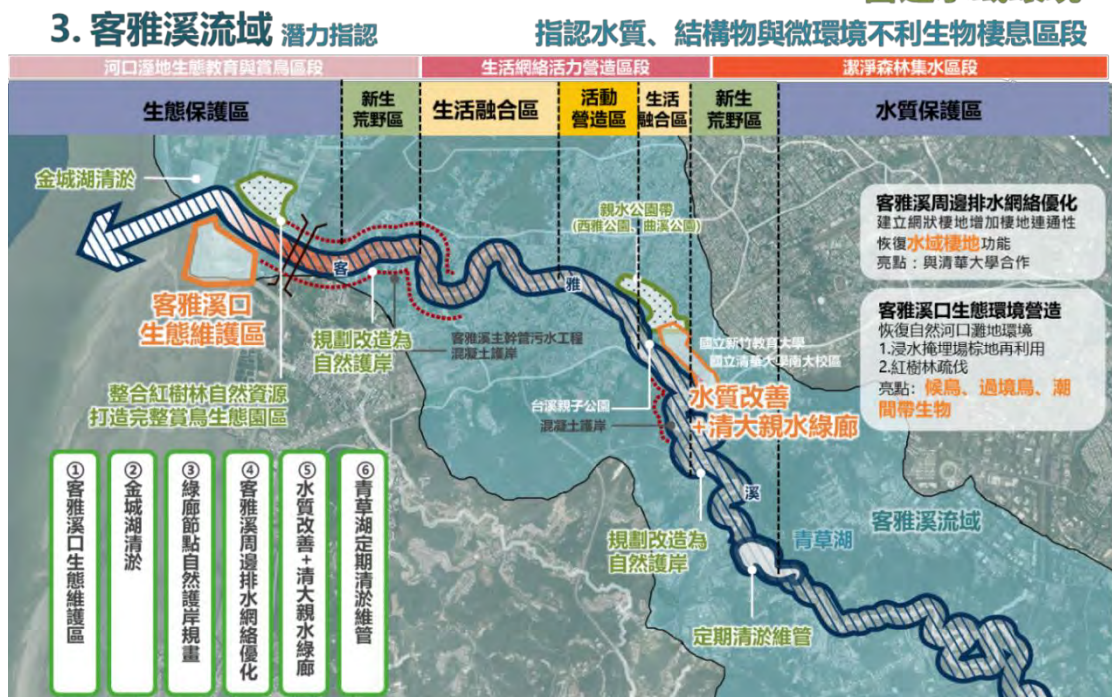 3. 客雅溪流域 潛力指認
指認水質、結構物與微環境不利生物棲息區段
河口溼地生態教育與賞鳥區段
生活網絡活力營造區段
潔淨森林集水區段
生態保護區
新生
荒野區
生活融合區
活動
營造區
生活
融合區
新生
荒野區
水質保護區
金城湖清淤
親水公園帶
(西雅公園、曲溪公園)
客雅溪周邊排水網絡優化
建立網狀棲地增加棲地連通性
恢復水域棲地功能
亮點：與清華大學合作
客
雅
溪
客雅溪口
生態維護區
規劃改造為
自然護岸
客雅溪主幹管污水工程
混凝土護岸
國立新竹教育大學
國立清華大學南大校區
客雅溪口生態環境營造
恢復自然河口灘地環境
1.浸水掩埋場棕地再利用
2.紅樹林疏伐
亮點：候鳥、過境鳥、潮
間帶生物
整合紅樹林自然資源
打造完整賞鳥生態園區
台溪親子公園
混凝土護岸
水質改善
+清大親水綠廊
規劃改造為
自然護岸
青草湖
客雅溪流域
定期清淤維管
①客雅溪口生態維護區
②金城湖清淤
③綠廊節點自然護岸規畫
④客雅溪周邊排水網絡優化
⑤水質改善+清大親水綠廊
⑥青草湖定期清淤維管